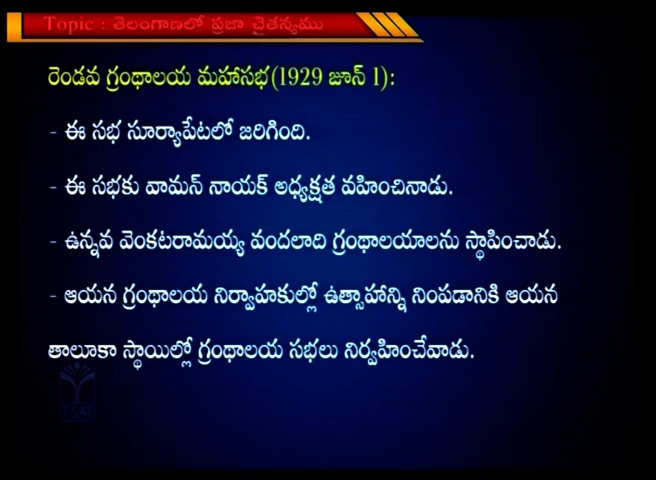 Topic : తెలంగాణలో ప్రజా చైతన్యము
రెండవ గ్రంథాలయ మహాసభ(1929 జూన్ 1):
- ఈ సభ సూర్యాపేటలో జరిగింది.
- ఈ సభకు వామన్ నాయక్ అధ్యక్షత వహించినాడు.
- ఉన్నవ వెంకటరామయ్య వందలాది గ్రంథాలయాలను స్థాపించాడు.
- ఆయన గ్రంథాలయ నిర్వాహకుల్లో ఉత్సాహాన్ని నింపడానికి ఆయన
తాలూకా స్థాయిల్లో గ్రంథాలయ సభలు నిర్వహించేవాడు.
T-SAT